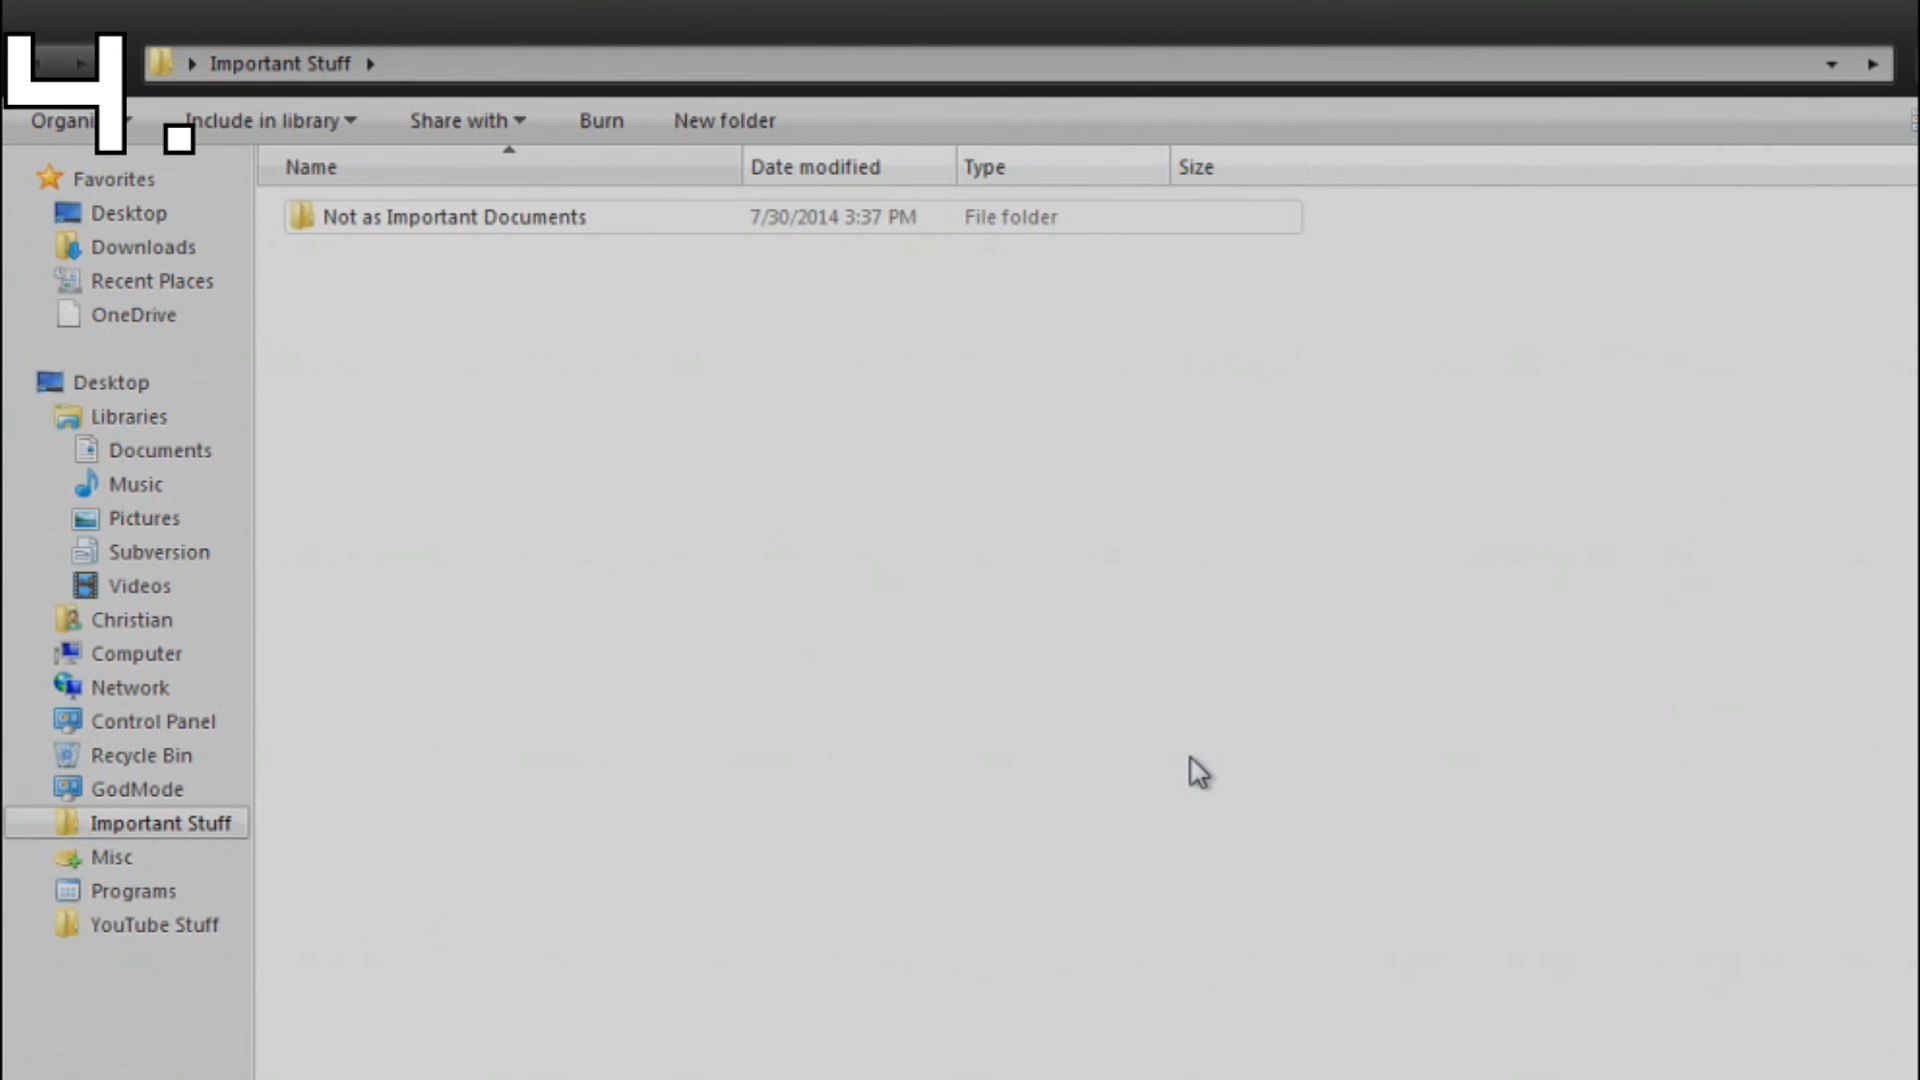 4.
Important Stuff
Include in library
Share with
Burn
New folder
Name
Date modified
Type
Size
Not as Important Documents
7/30/2014 3:37 PM
File folder
Favorites
Desktop
Downloads
Recent Places
OneDrive
Desktop
Libraries
Documents
Music
Pictures
Subversion
Videos
Christian
Computer
Network
Control Panel
Recycle Bin
GodMode
Important Stuff
Misc
Programs
YouTube Stuff